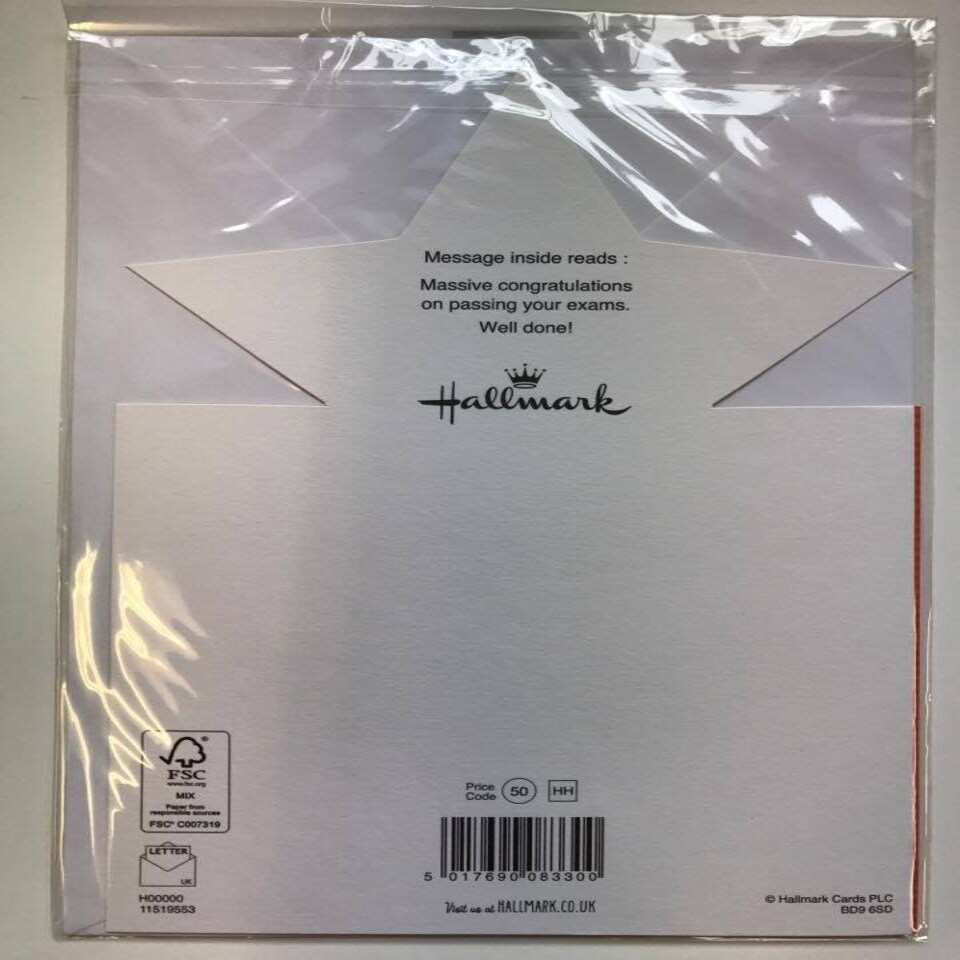 Message inside reads :
Massive congratulations
on passing your exams.
Well done!
Hallmark
Price
Code 50 HH
FSC®
www.fsc.org
MIX
Paper from
responsible sources
FSC® C007319
LETTER
UK
H00000
11519553
5 017690 083300
Visit us at HALLMARK.CO.UK
© Hallmark Cards PLC
BD9 6SD